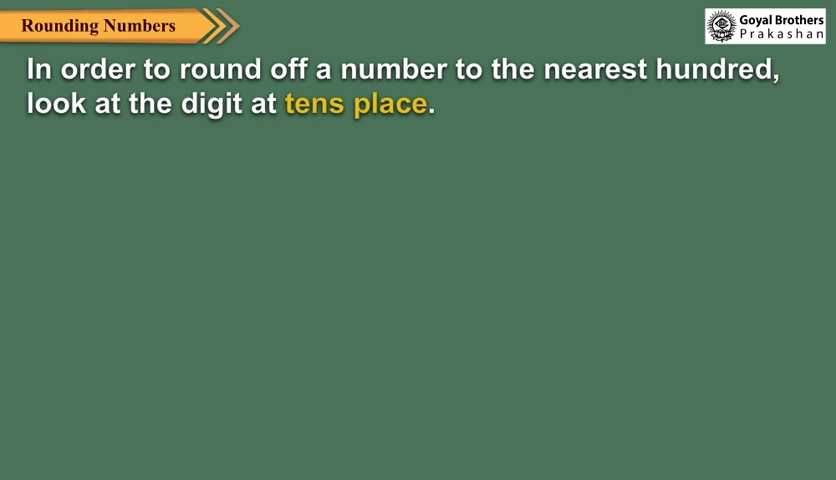 Rounding Numbers
Goyal Brothers
Prakashan
In order to round off a number to the nearest hundred,
look at the digit at tens place.